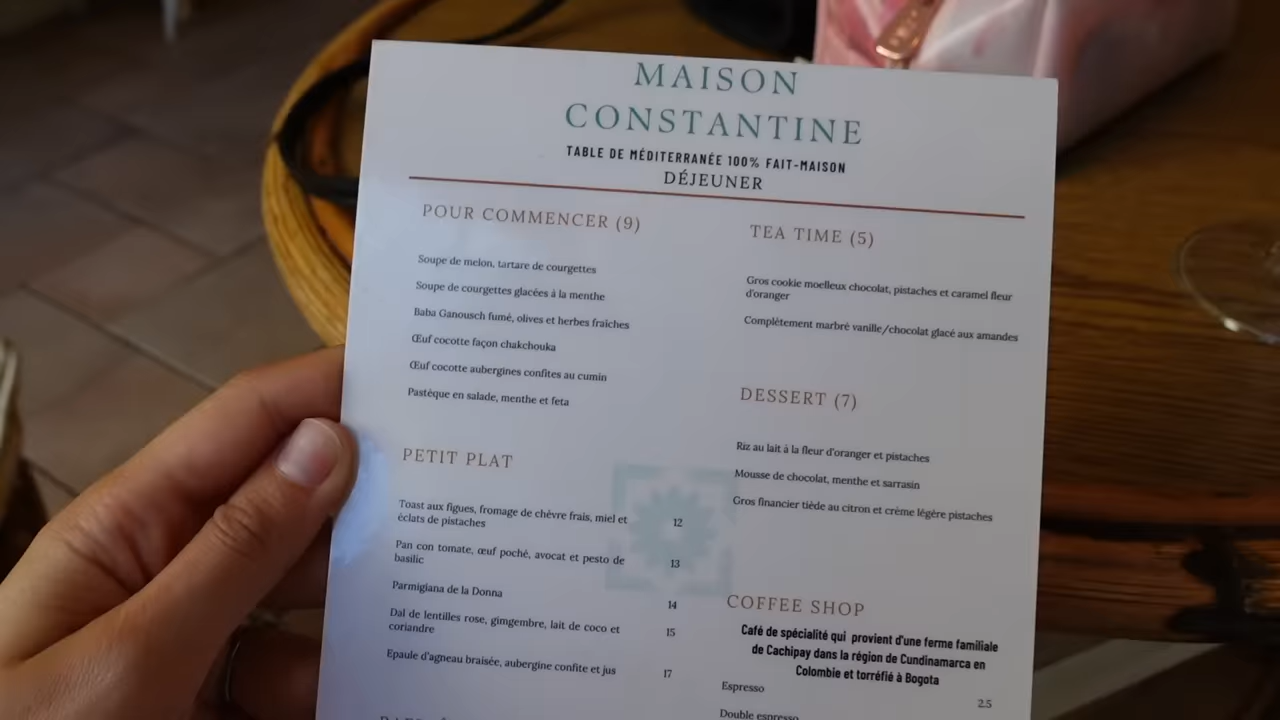 MAISON
CONSTANTINE
TABLE DE MÉDITERRANÉE 100% FAIT-MAISON
DÉJEUNER
POUR COMMENCER (9)
Soupe de melon, tartare de courgettes
Soupe de courgettes glacées à la menthe
Baba Ganousch fumé, olives et herbes fraîches
Œuf cocotte façon chakchouka
Œuf cocotte aubergines confites au cumin
Pastèque en salade, menthe et feta
PETIT PLAT
Toast aux figues, fromage de chèvre frais, miel et
éclats de pistaches 12
Pan con tomate, œuf poché, avocat et pesto de
basilic 13
Parmigiana de la Donna 14
Dal de lentilles rose, gimgembre, lait de coco et
coriandre 15
Epaule d'agneau braisée, aubergine confite et jus 17
TEA TIME (5)
Gros cookie moelleux chocolat, pistaches et caramel fleur
d'oranger
Complètement marbré vanille/chocolat glacé aux amandes
DESSERT (7)
Riz au lait à la fleur d'oranger et pistaches
Mousse de chocolat, menthe et sarrasin
Gros financier tiède au citron et crème légère pistaches
COFFEE SHOP
Café de spécialité qui provient d'une ferme familiale
de Cachipay dans la région de Cundinamarca en
Colombie et torréfié à Bogota
Espresso 2.5
Double espresso